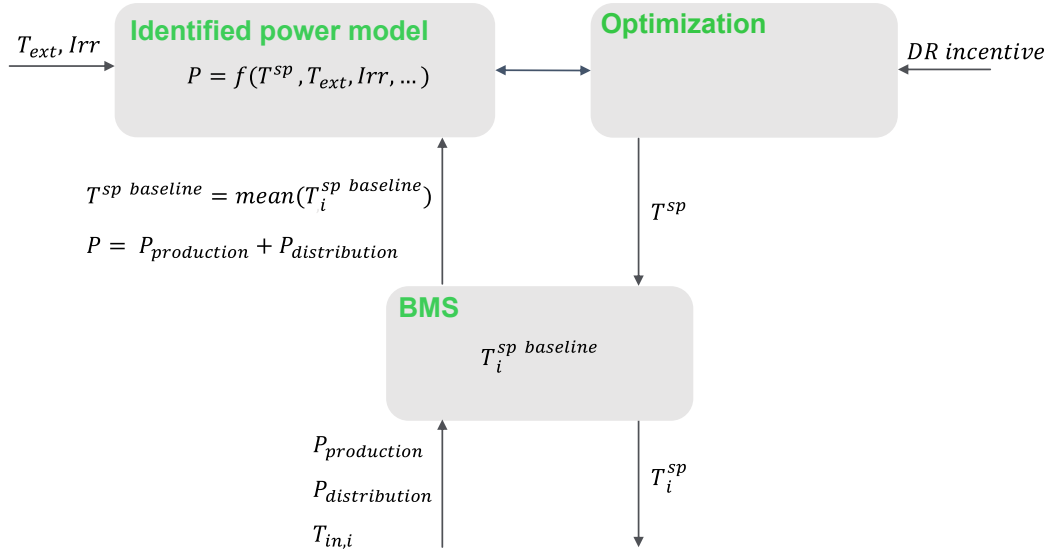 Identified power model
Optimization
T_ext, Irr
P = f(T^sp, T_ext, Irr, …)
DR incentive
T^sp baseline = mean(T_i^sp baseline)
T^sp
P = P_production + P_distribution
BMS
T_i^sp baseline
P_production
P_distribution
T_i^sp
T_in,i